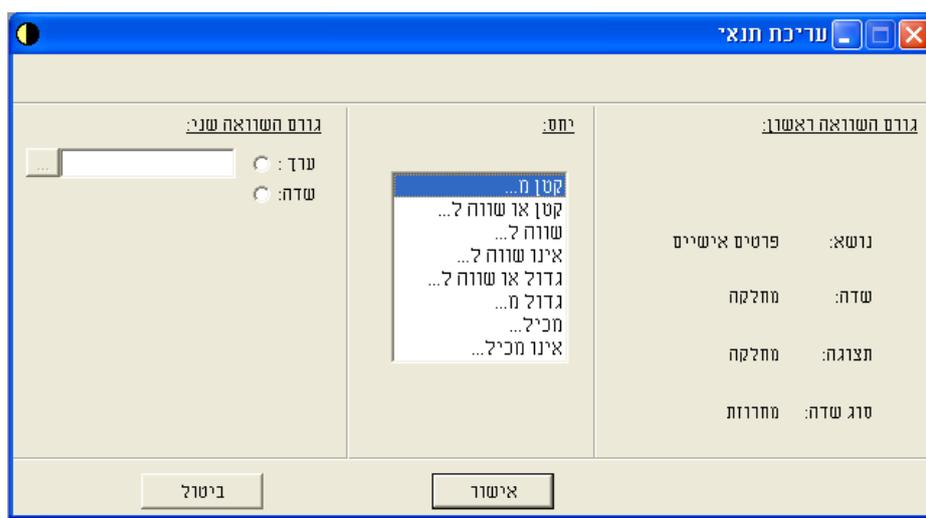 עריכת תנאי
גורם השוואה ראשון:
נושא: פרטים אישיים
שדה: מחלקה
תצוגה: מחלקה
סוג שדה: מחרוזת
יחס:
קטן מ...
קטן או שווה ל...
שווה ל...
אינו שווה ל...
גדול או שווה ל...
גדול מ...
מכיל...
אינו מכיל...
גורם השוואה שני:
ערך :
...
שדה:
אישור
ביטול